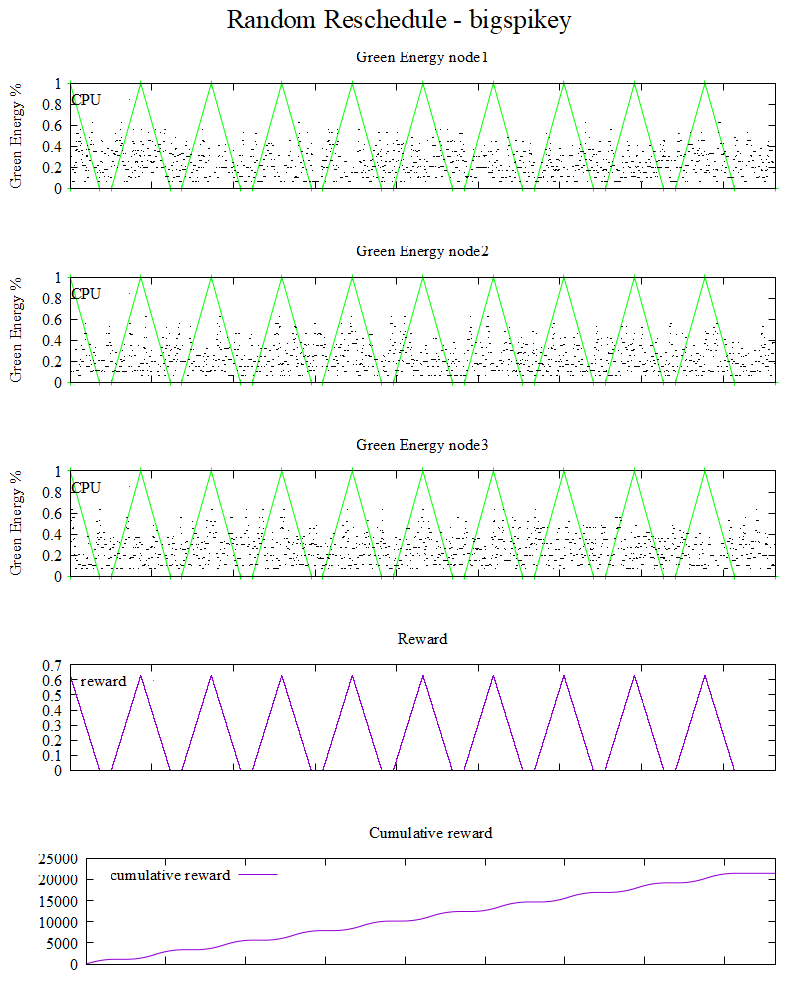 Random Reschedule - bigspikey
Green Energy node1
Green Energy %
1
0.8
0.6
0.4
0.2
0
CPU
Green Energy node2
Green Energy %
1
0.8
0.6
0.4
0.2
0
CPU
Green Energy node3
Green Energy %
1
0.8
0.6
0.4
0.2
0
CPU
Reward
0.7
0.6
0.5
0.4
0.3
0.2
0.1
0
reward
Cumulative reward
25000
20000
15000
10000
5000
0
cumulative reward